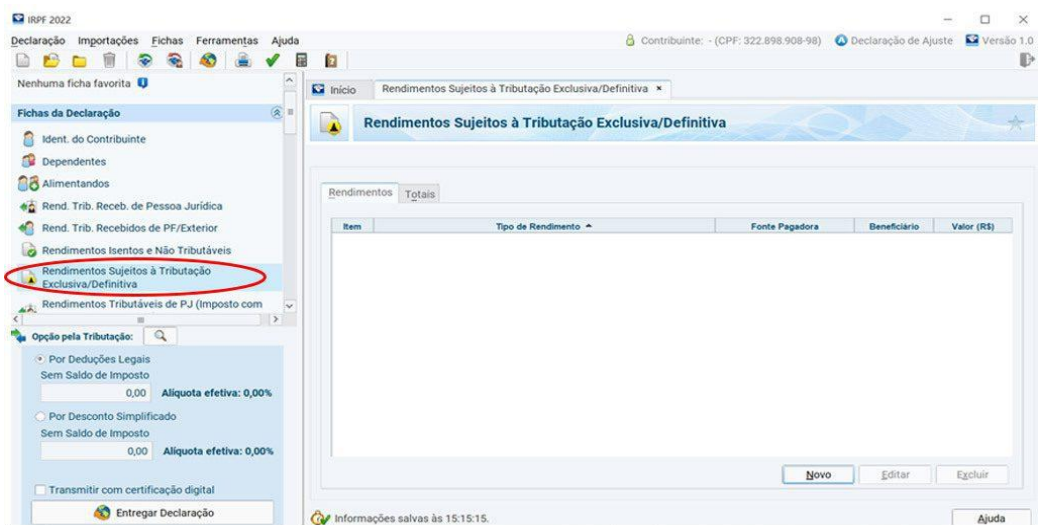 IRPF 2022
Declaração Importações Fichas Ferramentas Ajuda
Contribuinte: - (CPF: 322.898.908-98) Declaração de Ajuste Versão 1.0
Nenhuma ficha favorita
Fichas da Declaração
Ident. do Contribuinte
Dependentes
Alimentandos
Rend. Trib. Receb. de Pessoa Jurídica
Rend. Trib. Recebidos de PF/Exterior
Rendimentos Isentos e Não Tributáveis
Rendimentos Sujeitos à Tributação
Exclusiva/Definitiva
Rendimentos Tributáveis de PJ (Imposto com
Opção pela Tributação:
Por Deduções Legais
Sem Saldo de Imposto
0,00 Alíquota efetiva: 0,00%
Por Desconto Simplificado
Sem Saldo de Imposto
0,00 Alíquota efetiva: 0,00%
Transmitir com certificação digital
Entregar Declaração
Início Rendimentos Sujeitos à Tributação Exclusiva/Definitiva
Rendimentos Sujeitos à Tributação Exclusiva/Definitiva
Rendimentos Totais
Item Tipo de Rendimento Fonte Pagadora Beneficiário Valor (R$)
Novo Editar Excluir
Informações salvas às 15:15:15.
Ajuda